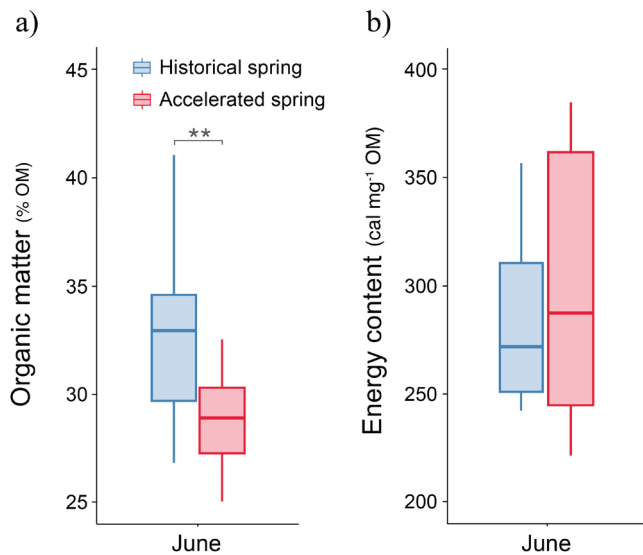 a)
Organic matter (% OM)
45
40
35
30
25
Historical spring
Accelerated spring
**
June
b)
Energy content (cal mg⁻¹ OM)
400
350
300
250
200
June